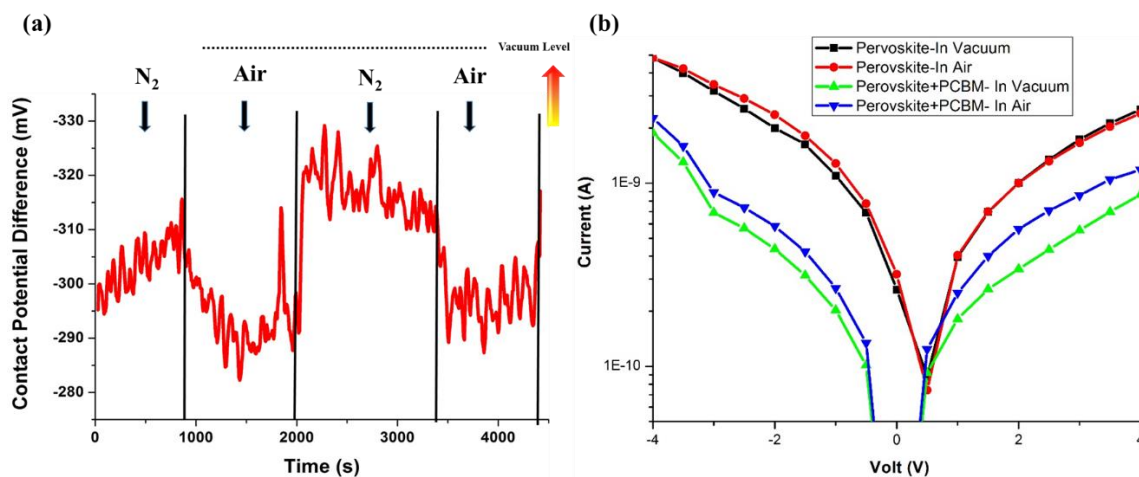 (a)
Vacuum Level
N2
Air
N2
Air
Contact Potential Difference (mV)
-330
-320
-310
-300
-290
-280
0
1000
2000
3000
4000
Time (s)
(b)
Pervoskite-In Vacuum
Perovskite-In Air
Perovskite+PCBM- In Vacuum
Perovskite+PCBM- In Air
Current (A)
1E-9
1E-10
-4
-2
0
2
4
Volt (V)